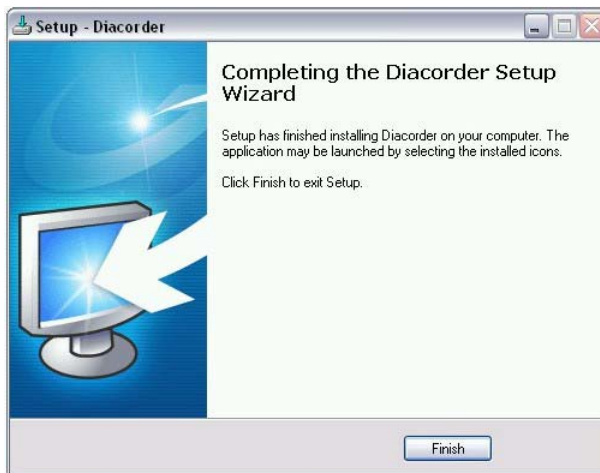 Setup - Diacorder
Completing the Diacorder Setup
Wizard
Setup has finished installing Diacorder on your computer. The
application may be launched by selecting the installed icons.
Click Finish to exit Setup.
Finish